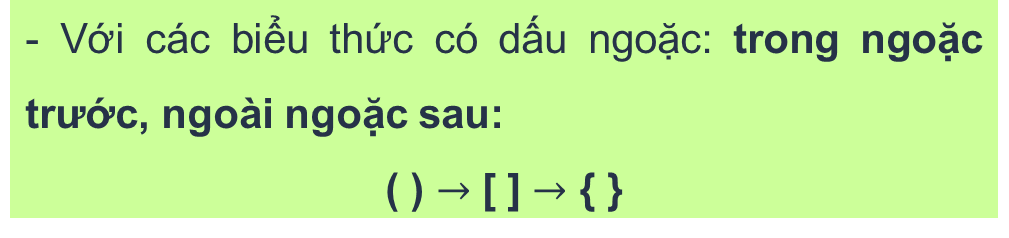 - Với các biểu thức có dấu ngoặc: trong ngoặc
trước, ngoài ngoặc sau:
( ) → [ ] → { }